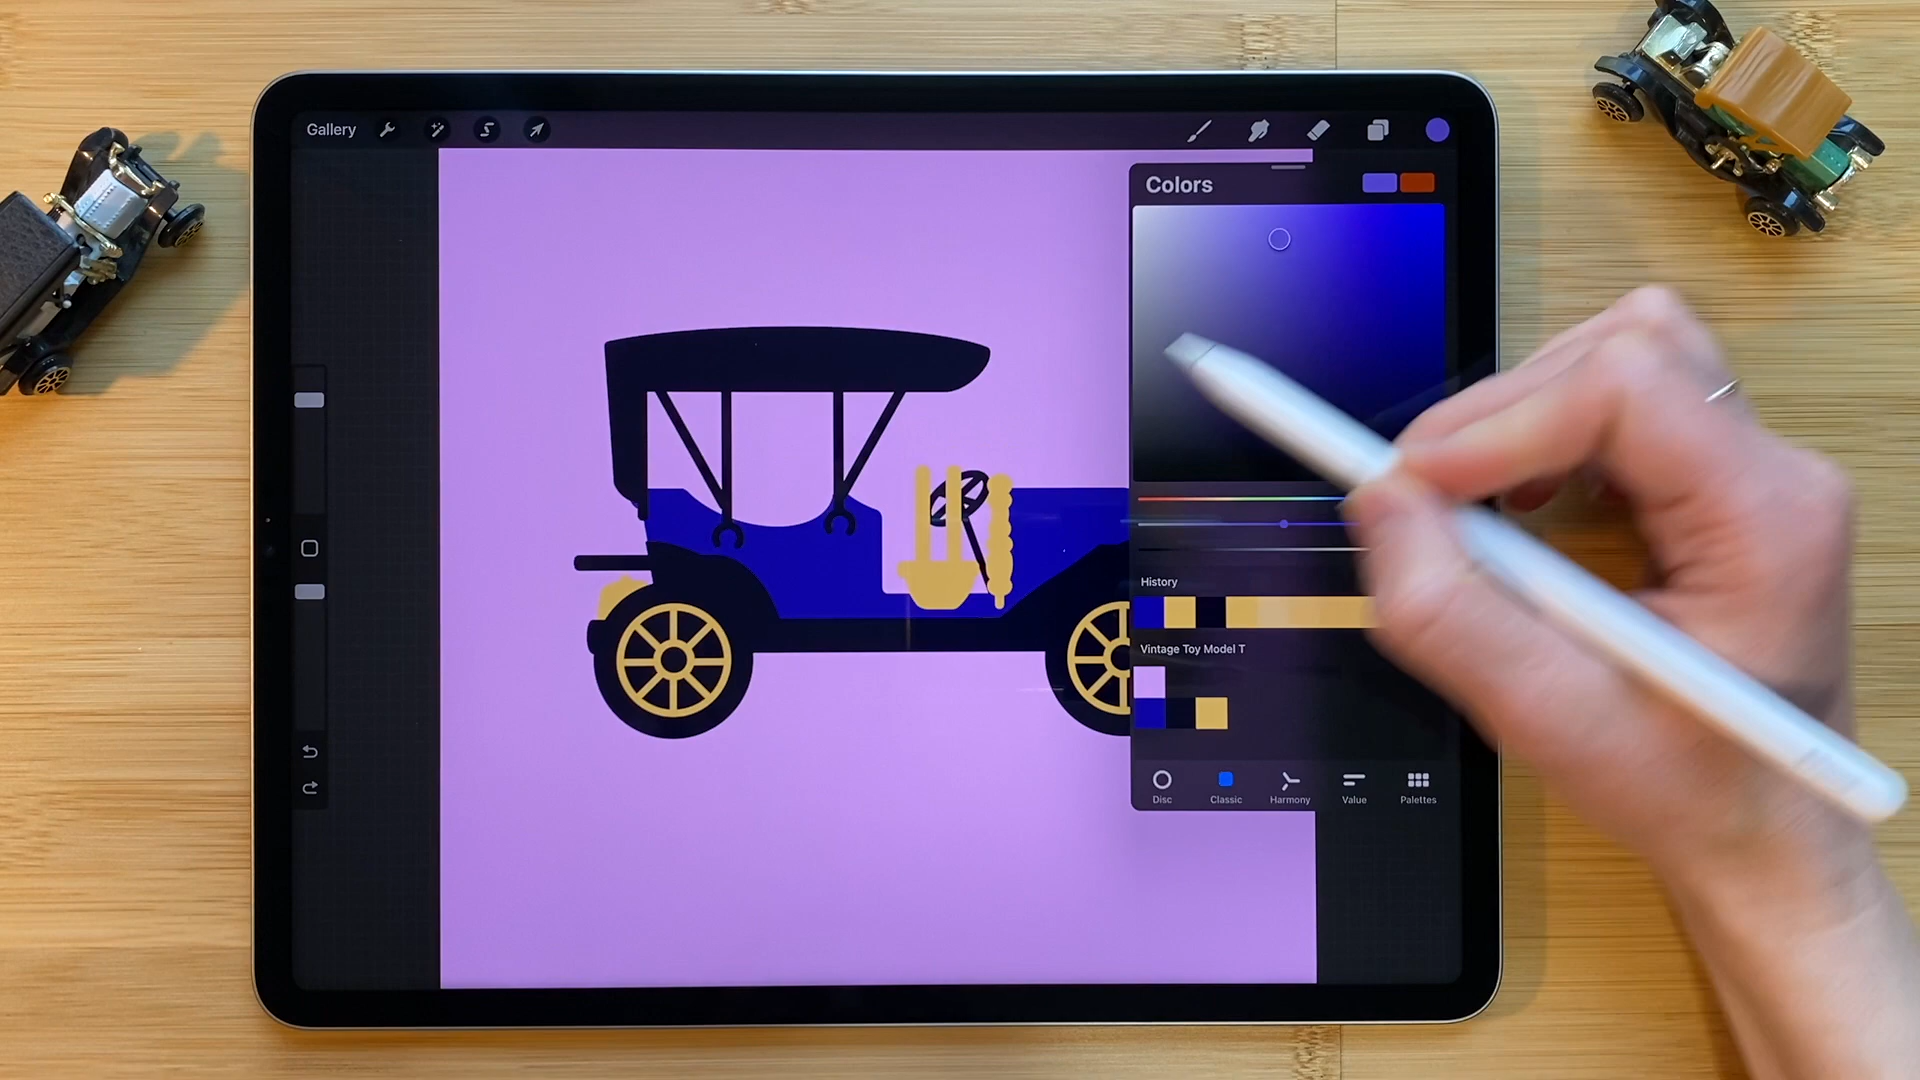 Gallery
Colors
History
Vintage Toy Model T
Disc
Classic
Harmony
Value
Palettes